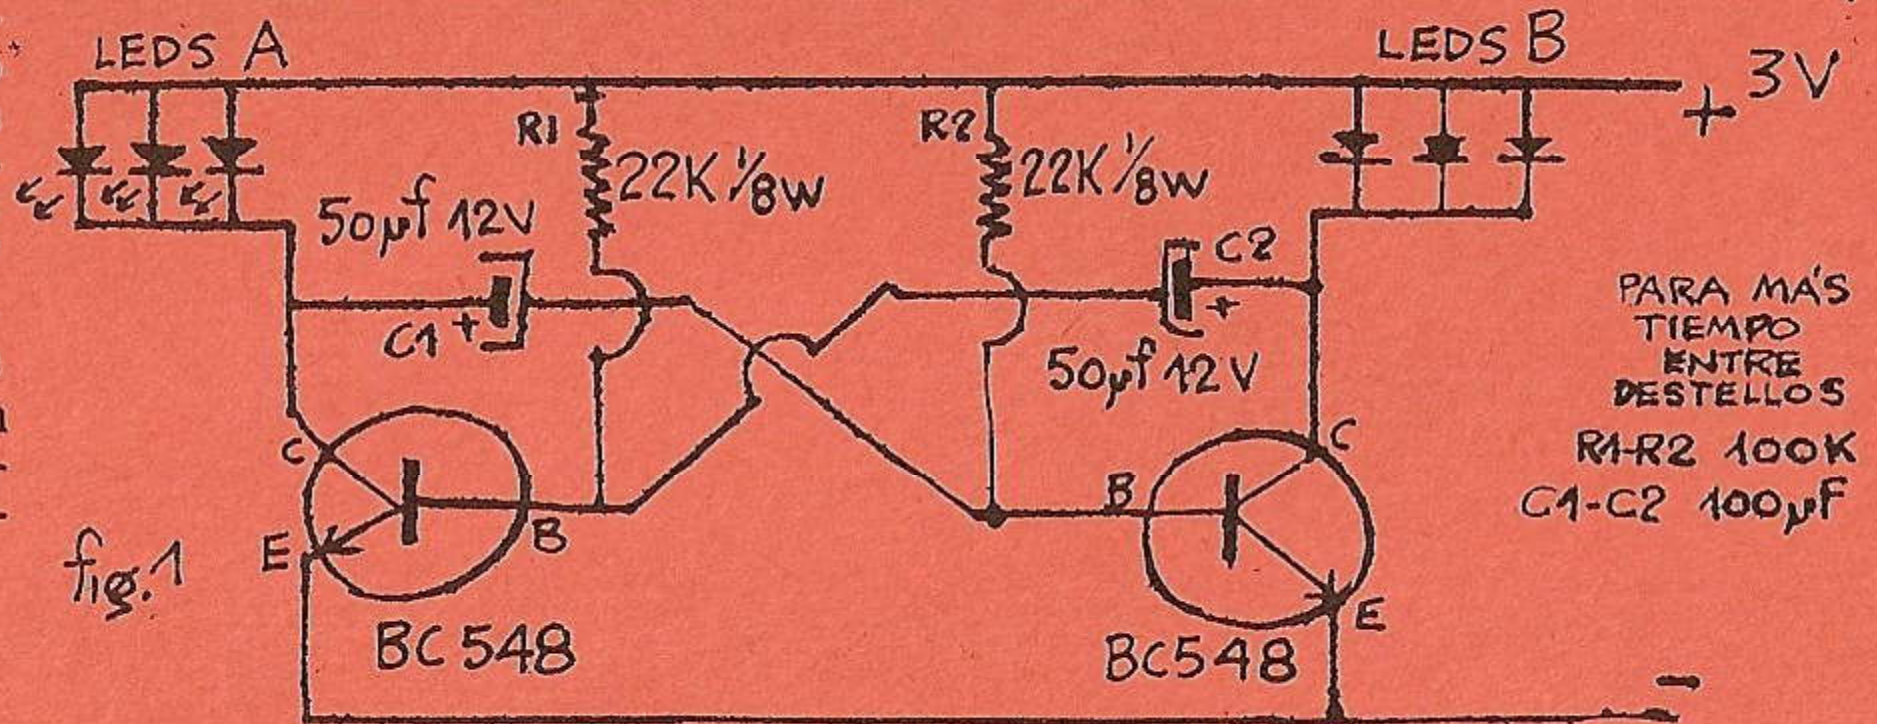 LEDS A
LEDS B
+ 3V
R1
22K 1/8W
R2
22K 1/8W
50µf 12V
C1 +
C2
+
50µf 12V
PARA MÁS
TIEMPO
ENTRE
DESTELLOS
R1-R2 100K
C1-C2 100µF
C
B
E
C
B
E
fig.1
BC548
BC548
-